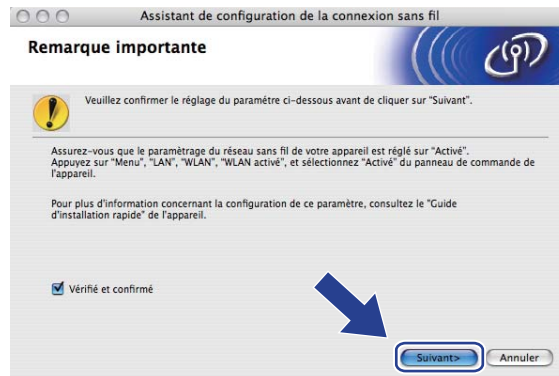 Assistant de configuration de la connexion sans fil
Remarque importante
Veuillez confirmer le réglage du paramétre ci-dessous avant de cliquer sur "Suivant".
Assurez-vous que le paramètrage du réseau sans fil de votre appareil est réglé sur "Activé".
Appuyez sur "Menu", "LAN", "WLAN", "WLAN activé", et sélectionnez "Activé" du panneau de commande de
l'appareil.
Pour plus d'information concernant la configuration de ce paramètre, consultez le "Guide
d'installation rapide" de l'appareil.
Vérifié et confirmé
Suivant>
Annuler